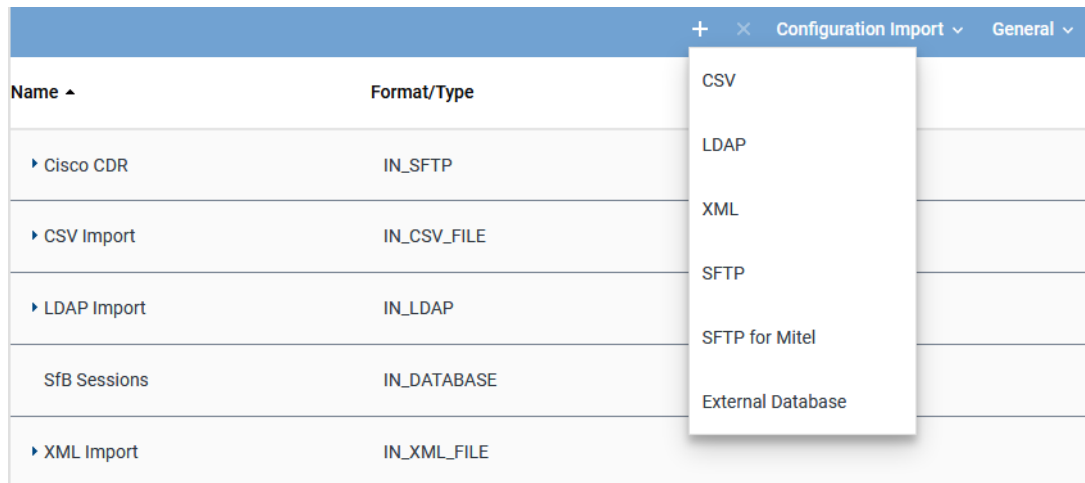 + × Configuration Import General
Name Format/Type
Cisco CDR IN_SFTP
CSV Import IN_CSV_FILE
LDAP Import IN_LDAP
SfB Sessions IN_DATABASE
XML Import IN_XML_FILE
CSV
LDAP
XML
SFTP
SFTP for Mitel
External Database